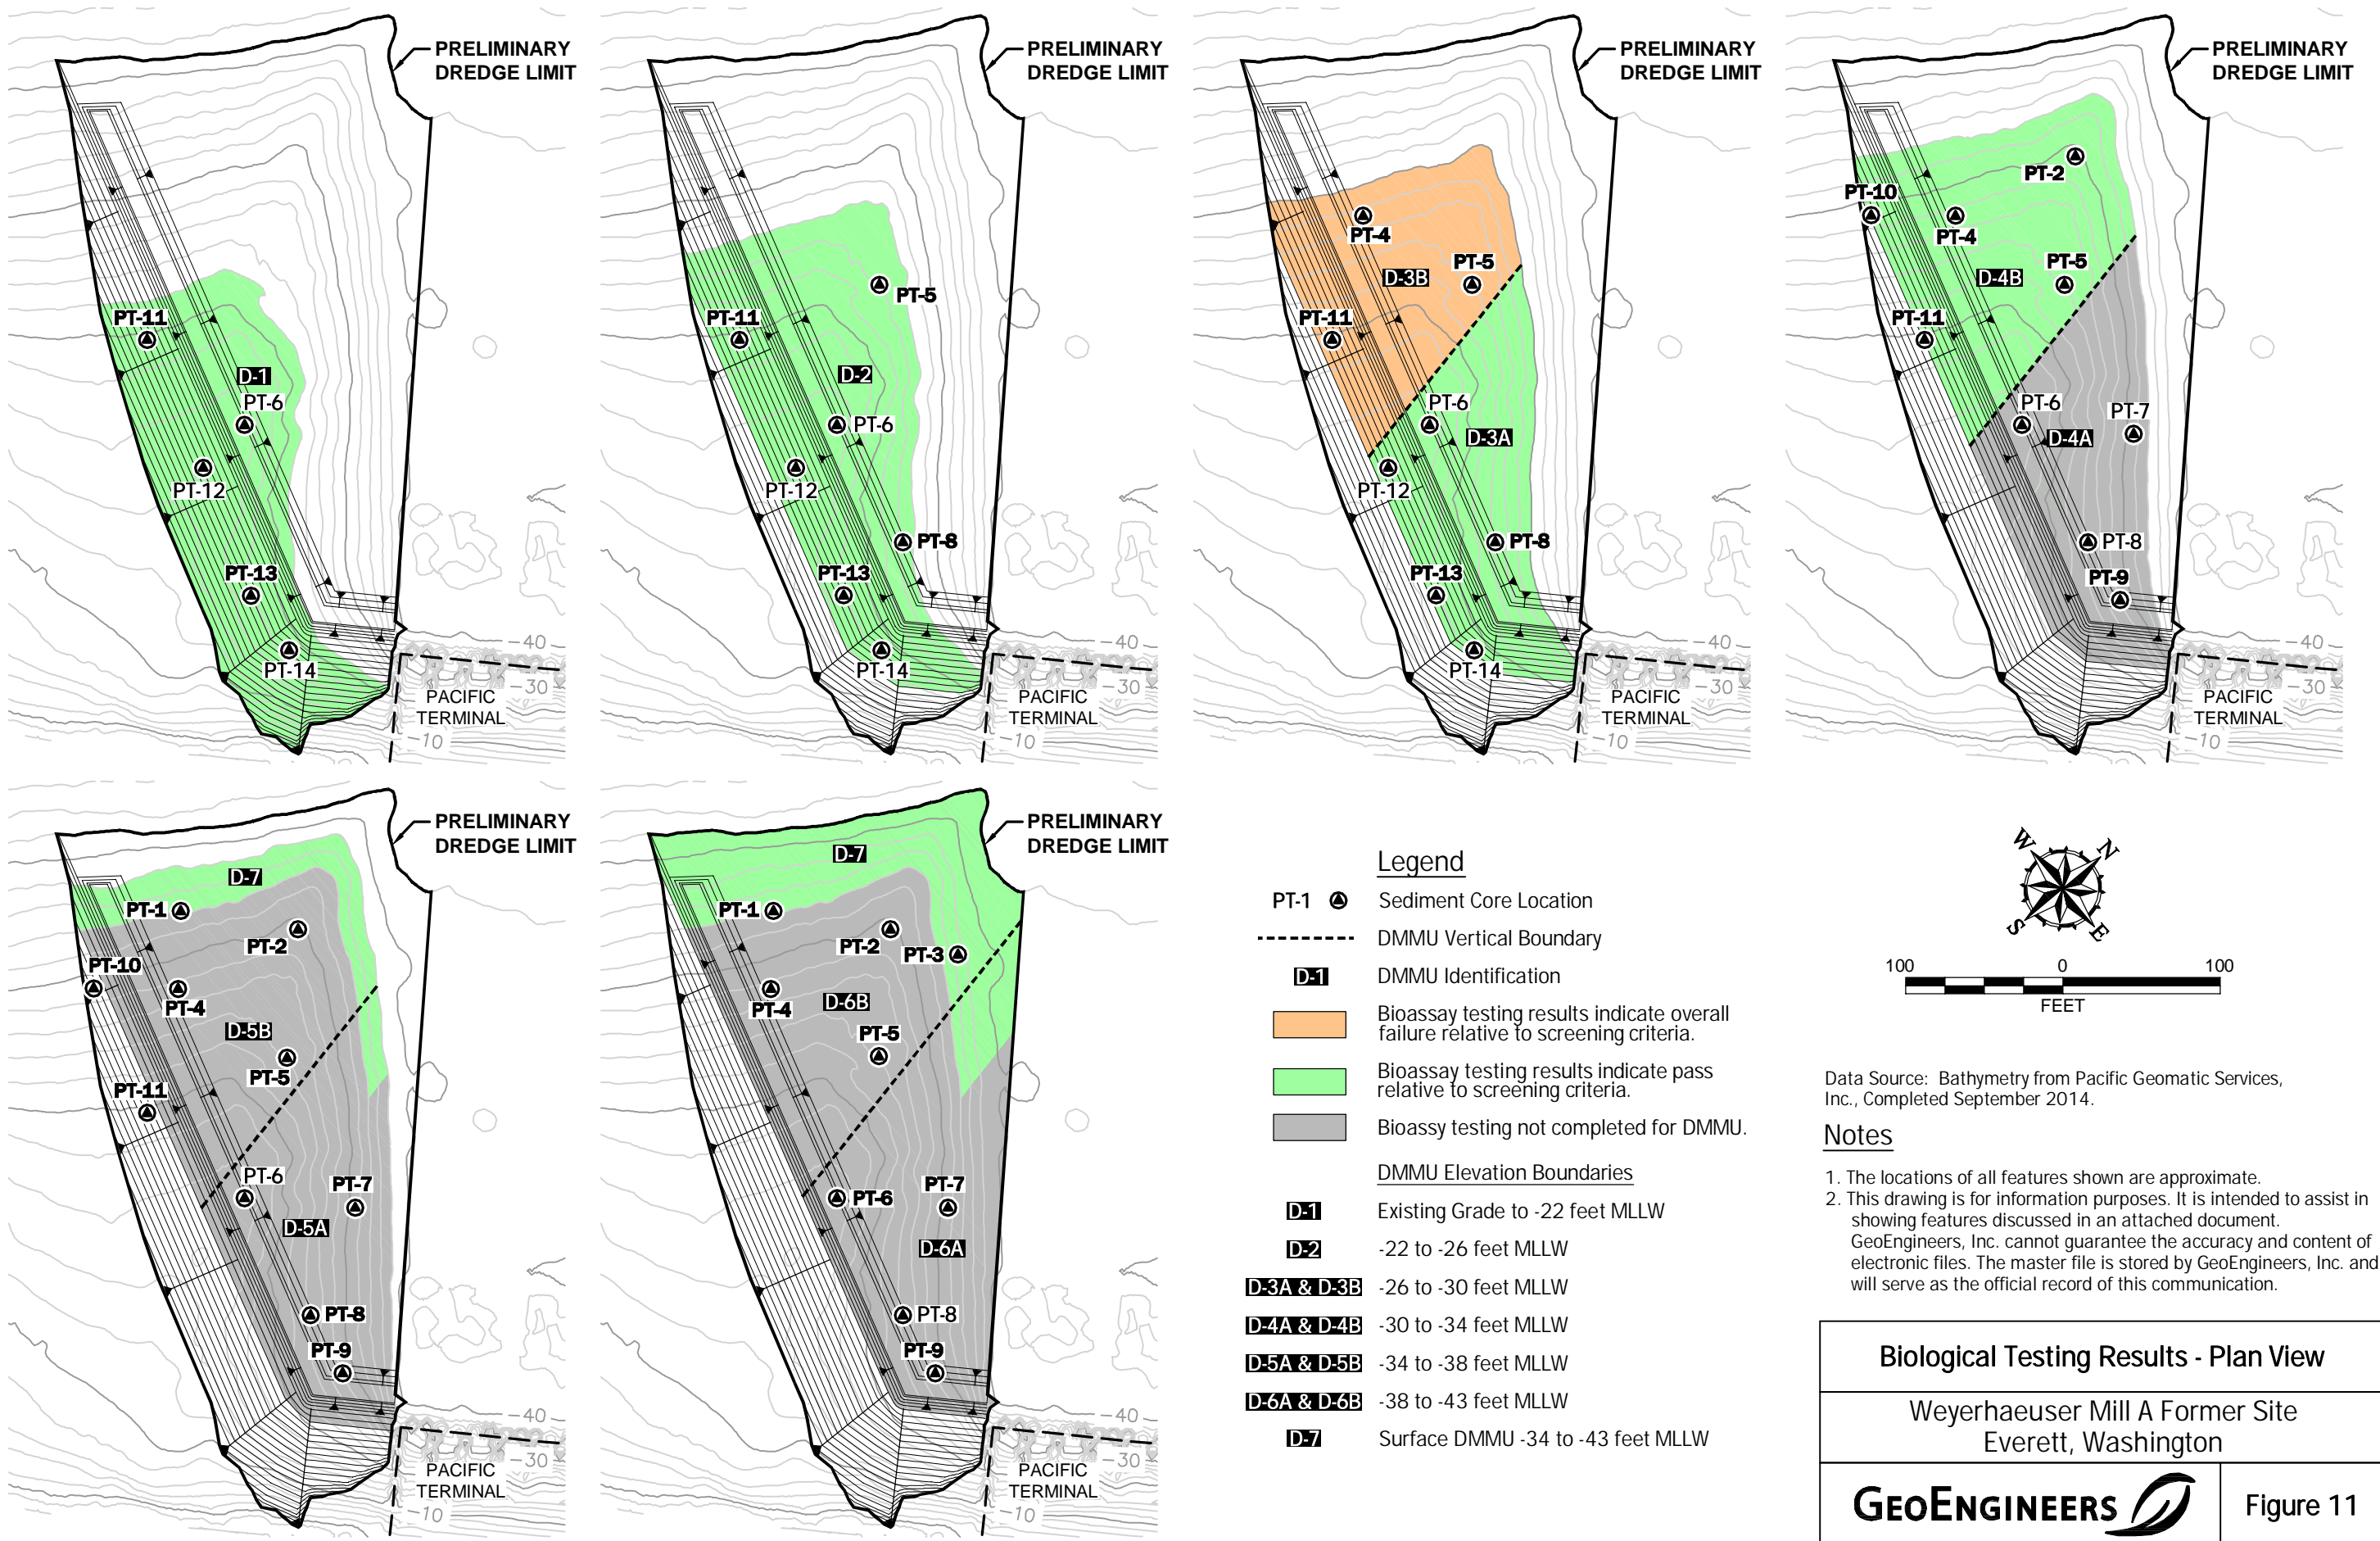 PRELIMINARY
DREDGE LIMIT
PT-11
D-1
PT-6
PT-12
PT-13
PT-14
-40
-30
-10
PACIFIC
TERMINAL
PRELIMINARY
DREDGE LIMIT
PT-5
PT-11
D-2
PT-6
PT-12
PT-8
PT-13
PT-14
-40
-30
-10
PACIFIC
TERMINAL
PRELIMINARY
DREDGE LIMIT
PT-4
PT-5
D-3B
PT-11
PT-6
D-3A
PT-12
PT-8
PT-13
PT-14
-40
-30
-10
PACIFIC
TERMINAL
PRELIMINARY
DREDGE LIMIT
PT-2
PT-10
PT-4
PT-5
D-4B
PT-11
PT-6
PT-7
D-4A
PT-8
PT-9
-40
-30
-10
PACIFIC
TERMINAL
PRELIMINARY
DREDGE LIMIT
D-7
PT-1
PT-2
PT-10
PT-4
D-5B
PT-5
PT-11
PT-6
PT-7
D-5A
PT-8
PT-9
-40
-30
-10
PACIFIC
TERMINAL
PRELIMINARY
DREDGE LIMIT
D-7
PT-1
PT-2
PT-3
PT-4
D-6B
PT-5
PT-6
PT-7
D-6A
PT-8
PT-9
-40
-30
-10
PACIFIC
TERMINAL
Legend
PT-1 Sediment Core Location
DMMU Vertical Boundary
D-1 DMMU Identification
Bioassay testing results indicate overall
failure relative to screening criteria.
Bioassay testing results indicate pass
relative to screening criteria.
Bioassy testing not completed for DMMU.
DMMU Elevation Boundaries
D-1 Existing Grade to -22 feet MLLW
D-2 -22 to -26 feet MLLW
D-3A & D-3B -26 to -30 feet MLLW
D-4A & D-4B -30 to -34 feet MLLW
D-5A & D-5B -34 to -38 feet MLLW
D-6A & D-6B -38 to -43 feet MLLW
D-7 Surface DMMU -34 to -43 feet MLLW
W N
S E
100 0 100
FEET
Data Source: Bathymetry from Pacific Geomatic Services,
Inc., Completed September 2014.
Notes
1. The locations of all features shown are approximate.
2. This drawing is for information purposes. It is intended to assist in
showing features discussed in an attached document.
GeoEngineers, Inc. cannot guarantee the accuracy and content of
electronic files. The master file is stored by GeoEngineers, Inc. and
will serve as the official record of this communication.
Biological Testing Results - Plan View
Weyerhaeuser Mill A Former Site
Everett, Washington
GEOENGINEERS
Figure 11